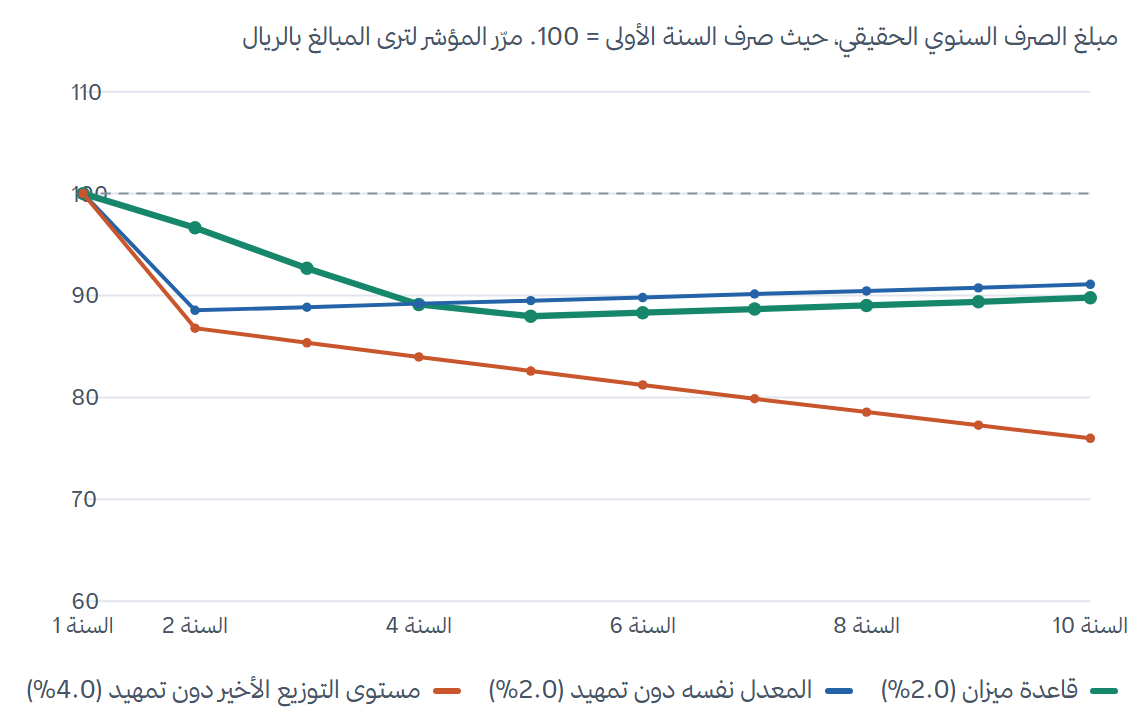 مبلغ الصرف السنوي الحقيقي، حيث صرف السنة الأولى = 100. مرّر المؤشر لترى المبالغ بالريال
110
100
90
80
70
60
السنة 1
السنة 2
السنة 4
السنة 6
السنة 8
السنة 10
قاعدة ميزان (2.0%)
المعدل نفسه دون تمهيد (2.0%)
مستوى التوزيع الأخير دون تمهيد (4.0%)